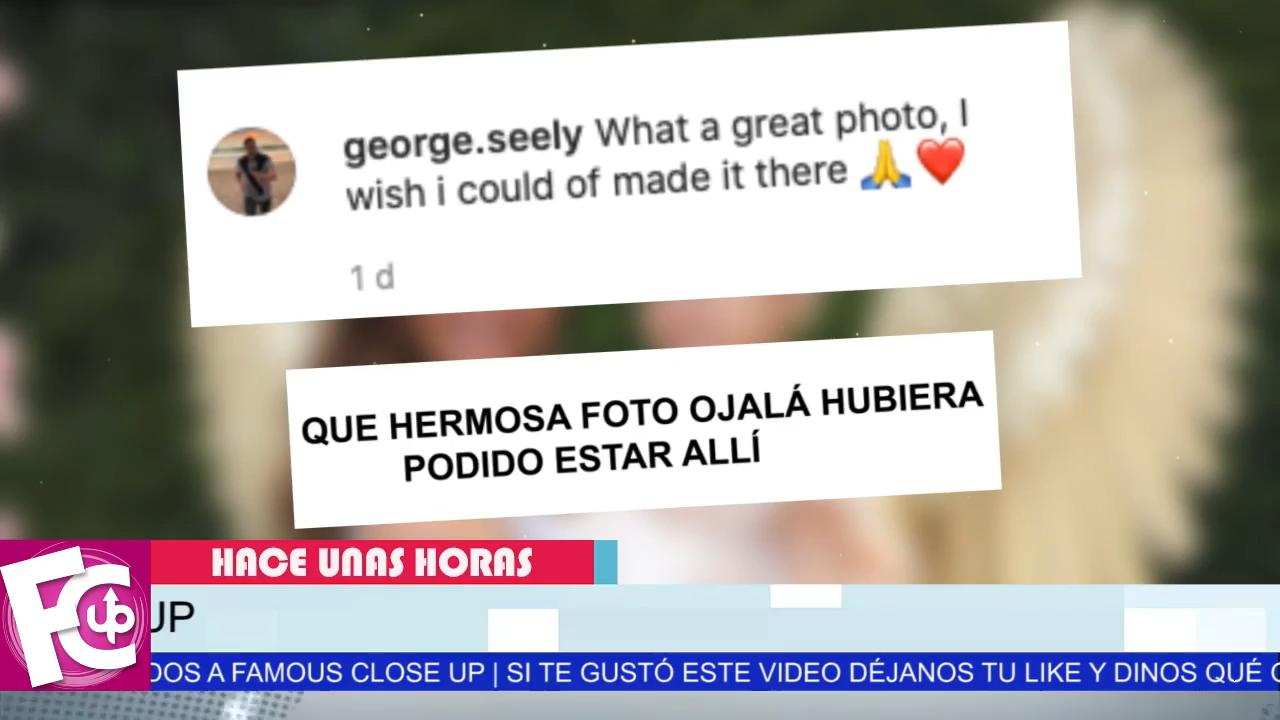 george.seely What a great photo, I
wish i could of made it there 🙏❤️
1 d
QUE HERMOSA FOTO OJALÁ HUBIERA
PODIDO ESTAR ALLÍ
HACE UNAS HORAS
FC up
UP
DOS A FAMOUS CLOSE UP | SI TE GUSTÓ ESTE VIDEO DÉJANOS TU LIKE Y DINOS QUÉ